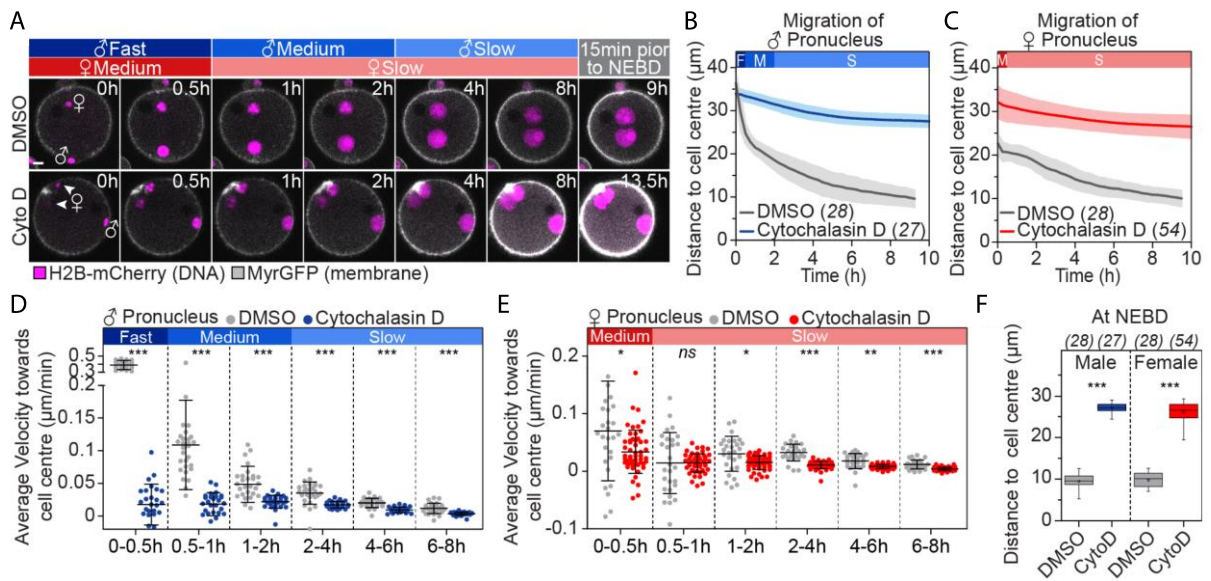 A
♂Fast
♂Medium
♂Slow
15min pior
to NEBD
♀Medium
♀Slow
DMSO
0h
0.5h
1h
2h
4h
8h
9h
♀
♂
Cyto D
0h
0.5h
1h
2h
4h
8h
13.5h
♀
♂
H2B-mCherry (DNA)
MyrGFP (membrane)
B
Migration of
♂ Pronucleus
Distance to cell centre (µm)
F
M
S
40
30
20
10
0
DMSO (28)
Cytochalasin D (27)
0 2 4 6 8 10
Time (h)
C
Migration of
♀ Pronucleus
Distance to cell centre (µm)
M
S
40
30
20
10
0
DMSO (28)
Cytochalasin D (54)
0 2 4 6 8 10
Time (h)
D
♂ Pronucleus
DMSO
Cytochalasin D
Fast
Medium
Slow
Average Velocity towards
cell centre (µm/min)
0.5
0.3
0.15
0.1
0.05
0
*** *** *** *** *** ***
0-0.5h 0.5-1h 1-2h 2-4h 4-6h 6-8h
E
♀ Pronucleus
DMSO
Cytochalasin D
Medium
Slow
Average Velocity towards
cell centre (µm/min)
0.2
0.1
0
-0.1
* ns * *** ** ***
0-0.5h 0.5-1h 1-2h 2-4h 4-6h 6-8h
F
At NEBD
(28) (27) (28) (54)
Male
Female
*** ***
Distance to cell centre (µm)
40
30
20
10
0
DMSO
CytoD
DMSO
CytoD